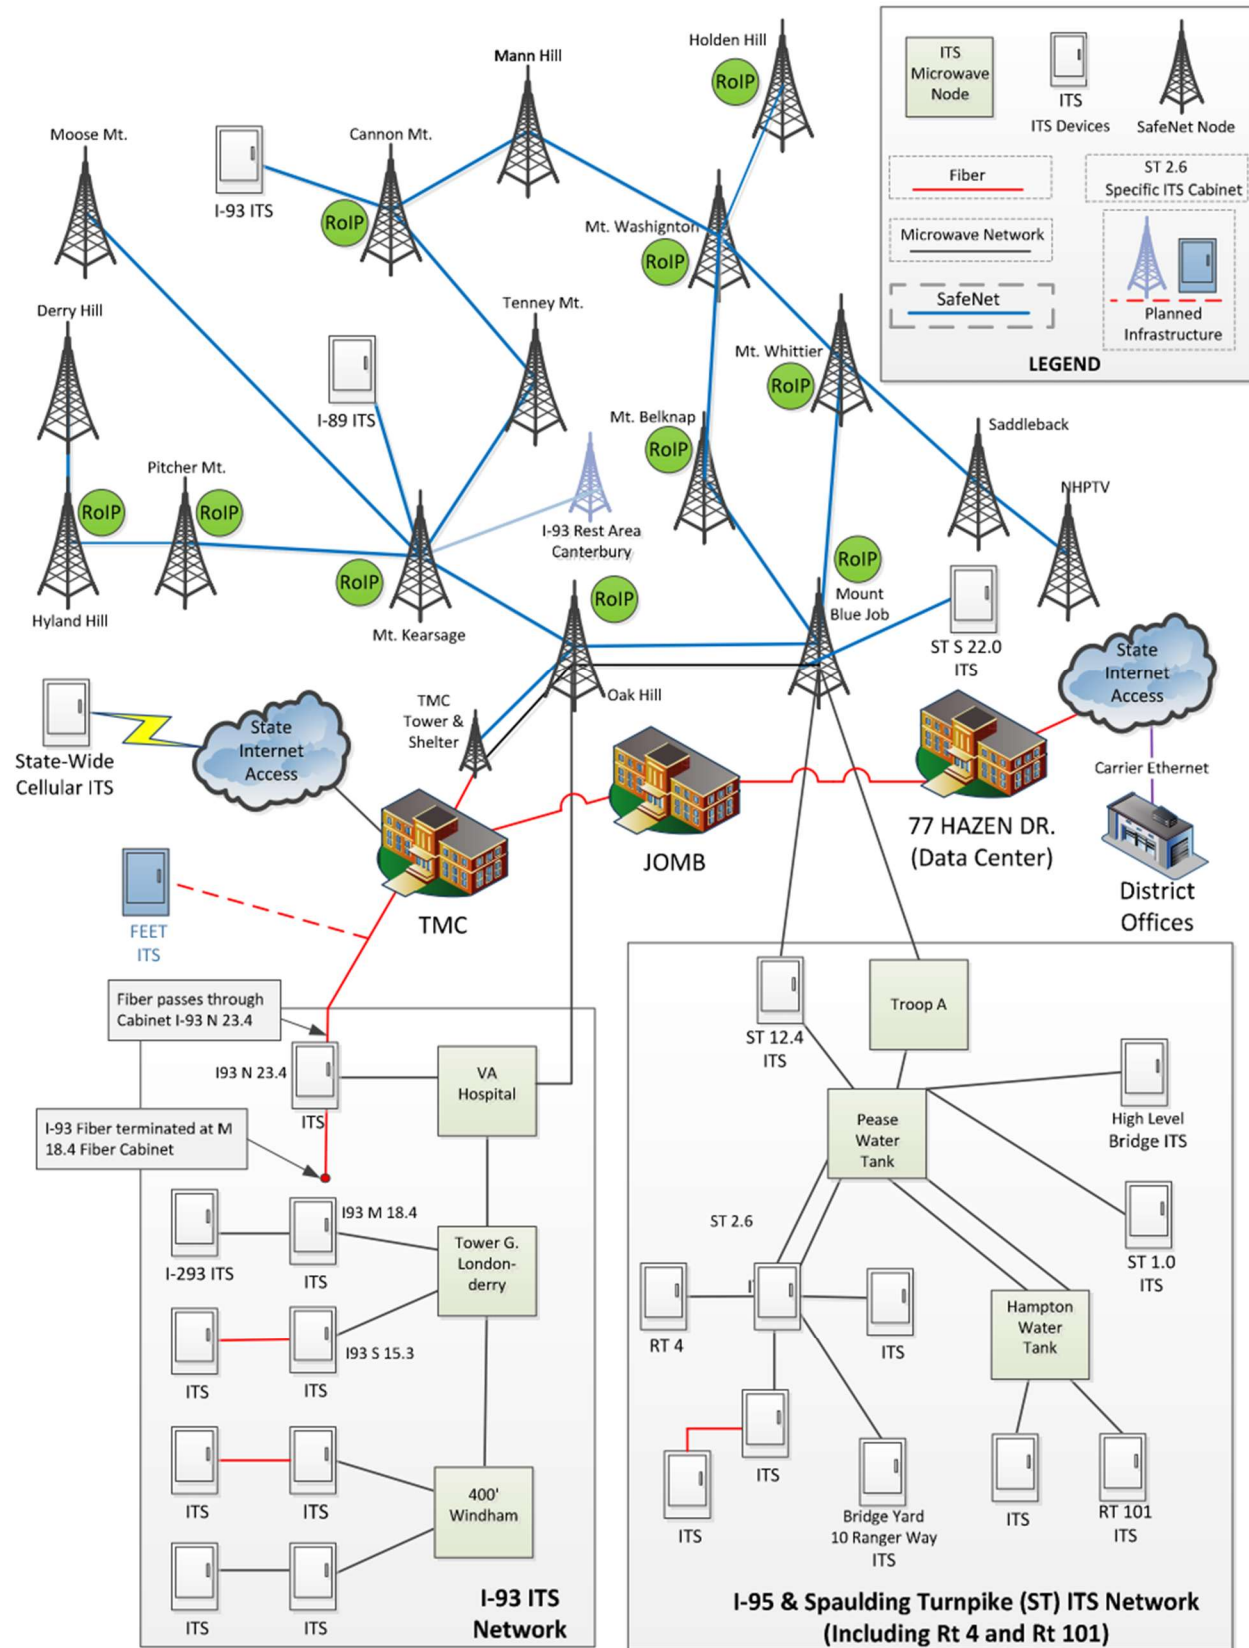 Mann Hill
Holden Hill
RoIP
Moose Mt.
Cannon Mt.
I-93 ITS
RoIP
Mt. Washignton
RoIP
Derry Hill
Tenney Mt.
I-89 ITS
Mt. Whittier
RoIP
Mt. Belknap
RoIP
Saddleback
NHPTV
Pitcher Mt.
RoIP
RoIP
I-93 Rest Area
Canterbury
RoIP
RoIP
RoIP
Mount
Blue Job
Hyland Hill
Mt. Kearsage
Oak Hill
ST S 22.0
ITS
State
Internet
Access
TMC
Tower &
Shelter
State
Internet
Access
State-Wide
Cellular ITS
Carrier Ethernet
TMC
JOMB
77 HAZEN DR.
(Data Center)
District
Offices
FEET
ITS
LEGEND
ITS
Microwave
Node
ITS
ITS Devices
SafeNet Node
Fiber
ST 2.6
Specific ITS Cabinet
Microwave Network
SafeNet
Planned
Infrastructure
Fiber passes through
Cabinet I-93 N 23.4
I93 N 23.4
ITS
VA
Hospital
I-93 Fiber terminated at M
18.4 Fiber Cabinet
I93 M 18.4
I-293 ITS
ITS
Tower G.
London-
derry
I93 S 15.3
ITS
ITS
ITS
ITS
400'
Windham
ITS
ITS
I-93 ITS
Network
ST 12.4
ITS
Troop A
Pease
Water
Tank
High Level
Bridge ITS
ST 1.0
ITS
ST 2.6
RT 4
ITS
Hampton
Water
Tank
ITS
ITS
Bridge Yard
10 Ranger Way
ITS
ITS
RT 101
ITS
I-95 & Spaulding Turnpike (ST) ITS Network
(Including Rt 4 and Rt 101)